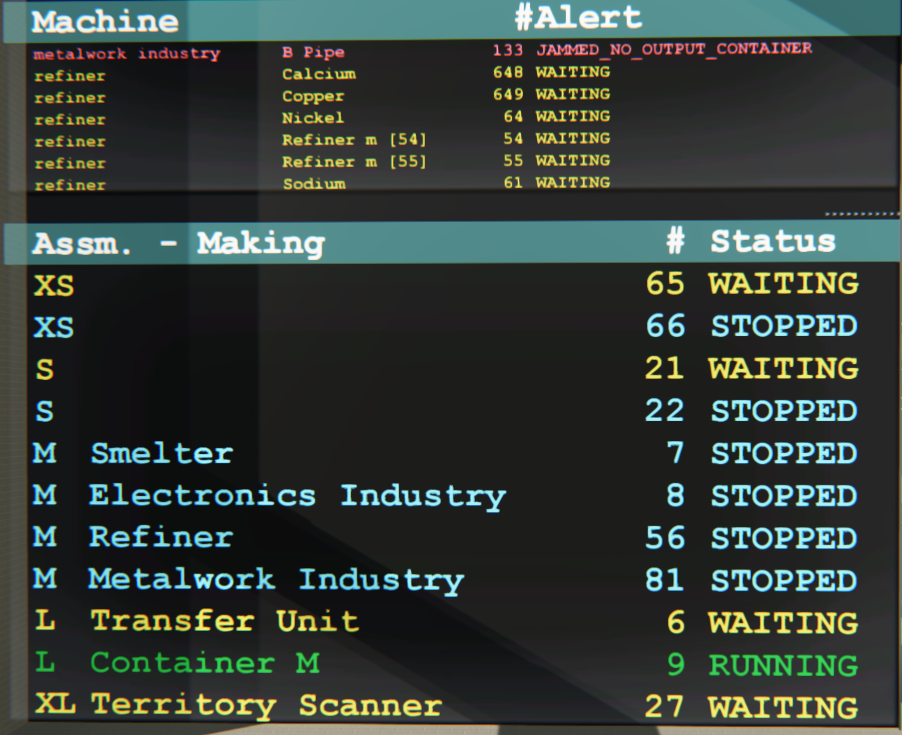 Machine #Alert
metalwork industry B Pipe 133 JAMMED_NO_OUTPUT_CONTAINER
refiner Calcium 648 WAITING
refiner Copper 649 WAITING
refiner Nickel 64 WAITING
refiner Refiner m [54] 54 WAITING
refiner Refiner m [55] 55 WAITING
refiner Sodium 61 WAITING
Assm. - Making # Status
XS 65 WAITING
XS 66 STOPPED
S 21 WAITING
S 22 STOPPED
M Smelter 7 STOPPED
M Electronics Industry 8 STOPPED
M Refiner 56 STOPPED
M Metalwork Industry 81 STOPPED
L Transfer Unit 6 WAITING
L Container M 9 RUNNING
XL Territory Scanner 27 WAITING